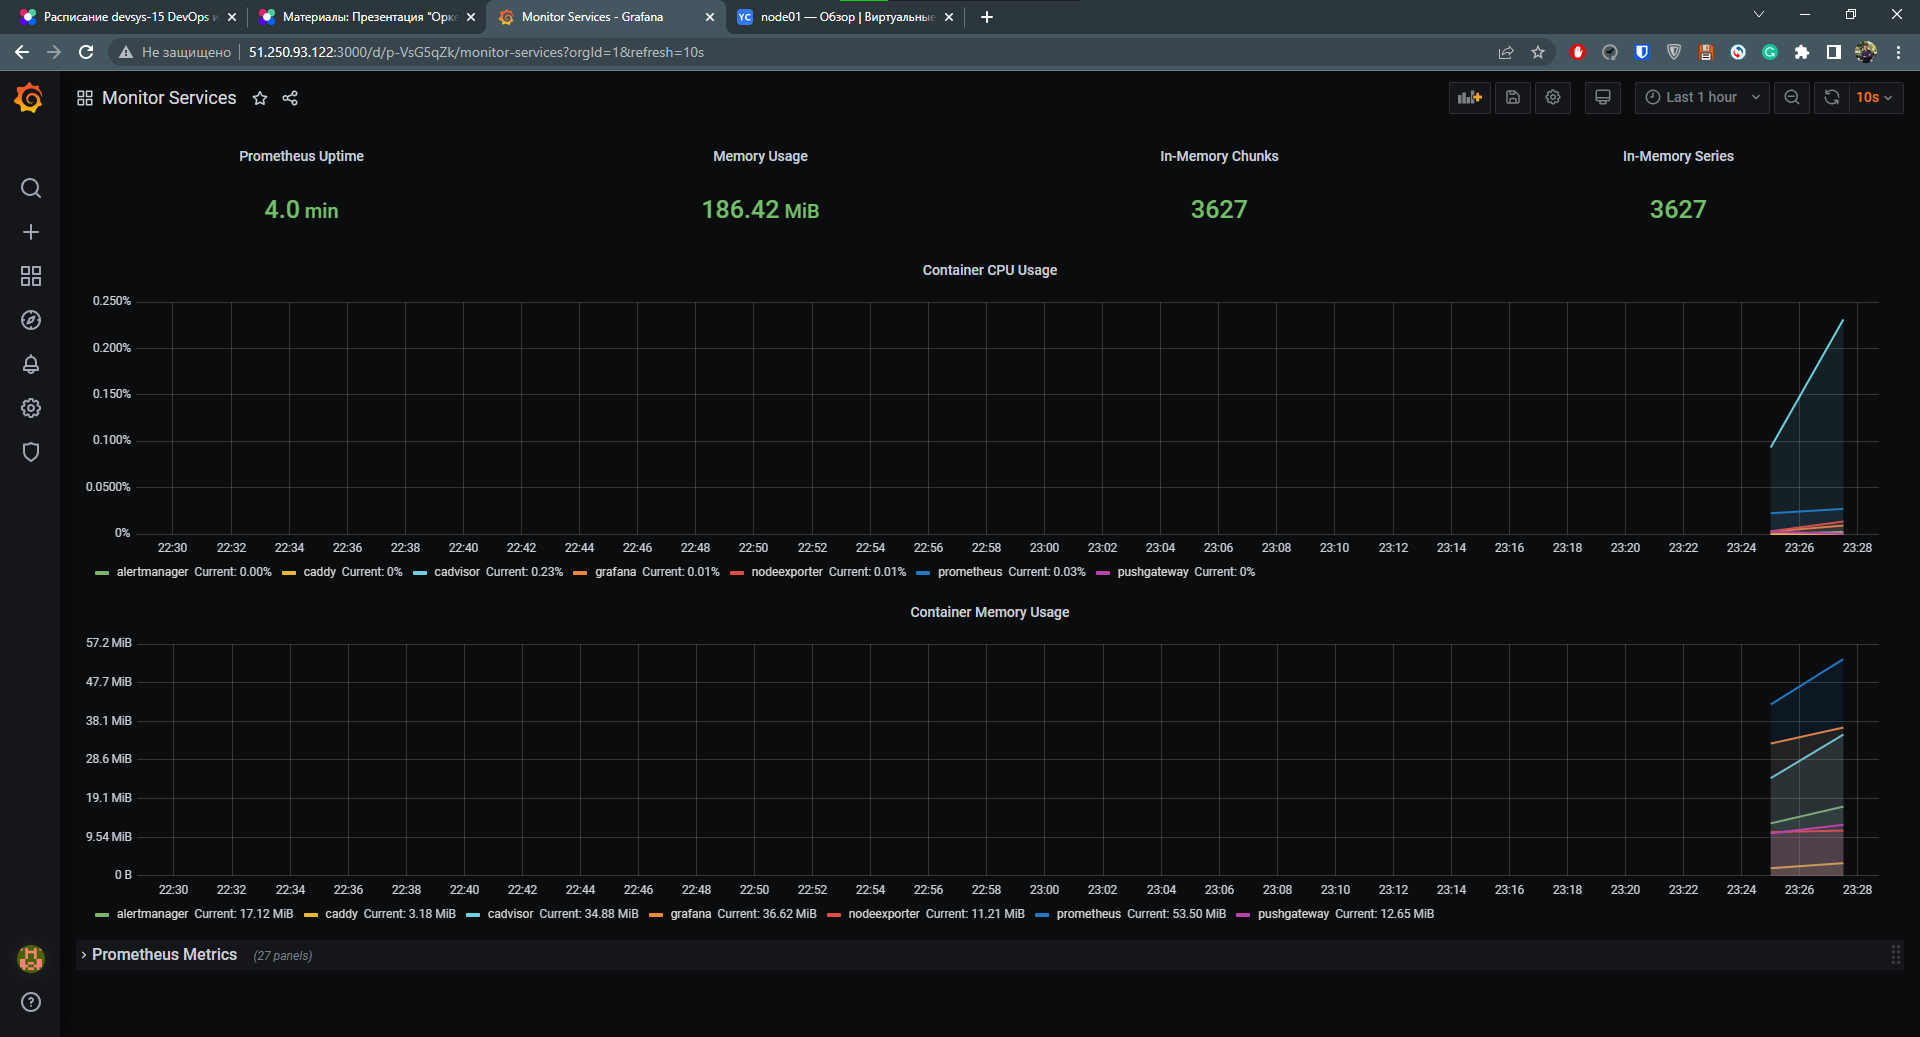 Расписание devsys-15 DevOps и
Материалы: Презентация "Орке
Monitor Services - Grafana
YC node01 — Обзор | Виртуальные
Не защищено 51.250.93.122:3000/d/p-VsG5qZk/monitor-services?orgId=1&refresh=10s
Monitor Services
Last 1 hour
10s
Prometheus Uptime
4.0 min
Memory Usage
186.42 MiB
In-Memory Chunks
3627
In-Memory Series
3627
Container CPU Usage
0.250%
0.200%
0.150%
0.100%
0.0500%
0%
22:30 22:32 22:34 22:36 22:38 22:40 22:42 22:44 22:46 22:48 22:50 22:52 22:54 22:56 22:58 23:00 23:02 23:04 23:06 23:08 23:10 23:12 23:14 23:16 23:18 23:20 23:22 23:24 23:26 23:28
alertmanager Current: 0.00% caddy Current: 0% cadvisor Current: 0.23% grafana Current: 0.01% nodeexporter Current: 0.01% prometheus Current: 0.03% pushgateway Current: 0%
Container Memory Usage
57.2 MiB
47.7 MiB
38.1 MiB
28.6 MiB
19.1 MiB
9.54 MiB
0 B
22:30 22:32 22:34 22:36 22:38 22:40 22:42 22:44 22:46 22:48 22:50 22:52 22:54 22:56 22:58 23:00 23:02 23:04 23:06 23:08 23:10 23:12 23:14 23:16 23:18 23:20 23:22 23:24 23:26 23:28
alertmanager Current: 17.12 MiB caddy Current: 3.18 MiB cadvisor Current: 34.88 MiB grafana Current: 36.62 MiB nodeexporter Current: 11.21 MiB prometheus Current: 53.50 MiB pushgateway Current: 12.65 MiB
Prometheus Metrics (27 panels)